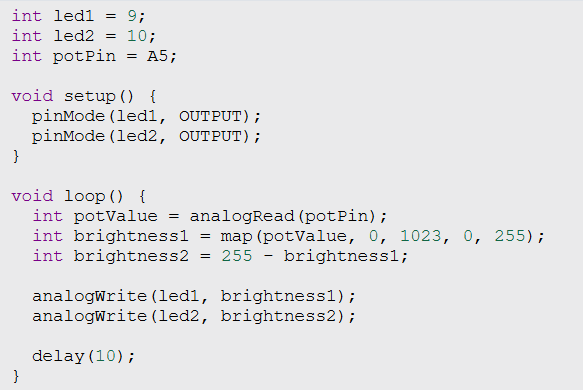 int led1 = 9;
int led2 = 10;
int potPin = A5;

void setup() {
  pinMode(led1, OUTPUT);
  pinMode(led2, OUTPUT);
}

void loop() {
  int potValue = analogRead(potPin);
  int brightness1 = map(potValue, 0, 1023, 0, 255);
  int brightness2 = 255 - brightness1;

  analogWrite(led1, brightness1);
  analogWrite(led2, brightness2);

  delay(10);
}